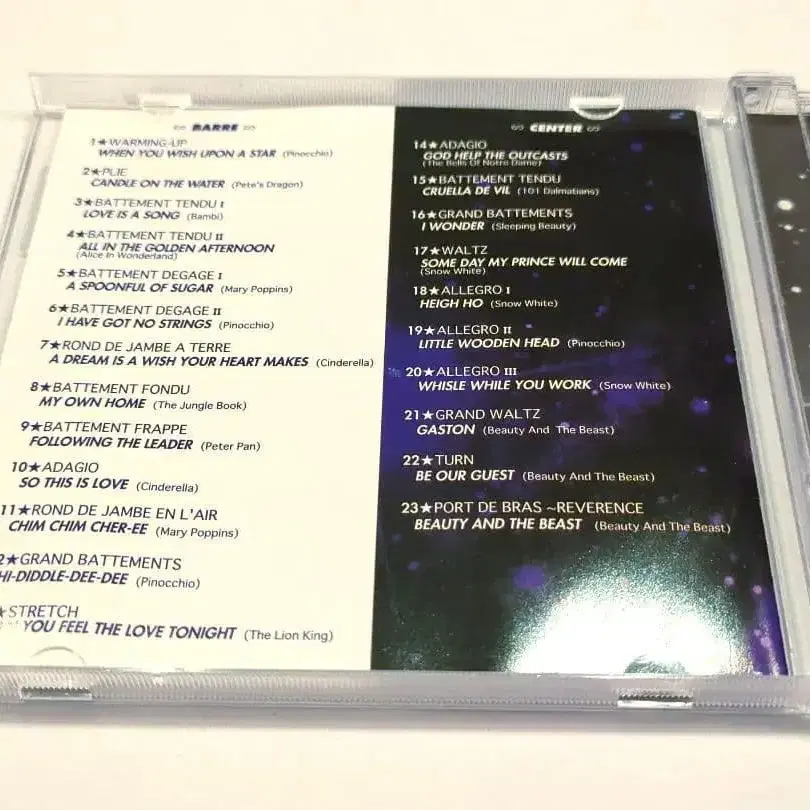 BARRE
1★WARMING-UP
WHEN YOU WISH UPON A STAR (Pinocchio)
2★PLIE
CANDLE ON THE WATER (Pete's Dragon)
3★BATTEMENT TENDU I
LOVE IS A SONG (Bambi)
4★BATTEMENT TENDU II
ALL IN THE GOLDEN AFTERNOON
(Alice In Wonderland)
5★BATTEMENT DEGAGE I
A SPOONFUL OF SUGAR (Mary Poppins)
6★BATTEMENT DEGAGE II
I HAVE GOT NO STRINGS (Pinocchio)
7★ROND DE JAMBE A TERRE
A DREAM IS A WISH YOUR HEART MAKES (Cinderella)
8★BATTEMENT FONDU
MY OWN HOME (The Jungle Book)
9★BATTEMENT FRAPPE
FOLLOWING THE LEADER (Peter Pan)
10★ADAGIO
SO THIS IS LOVE (Cinderella)
11★ROND DE JAMBE EN L'AIR
CHIM CHIM CHER-EE (Mary Poppins)
2★GRAND BATTEMENTS
HI-DIDDLE-DEE-DEE (Pinocchio)
★STRETCH
YOU FEEL THE LOVE TONIGHT (The Lion King)
CENTER
14★ADAGIO
GOD HELP THE OUTCASTS
(The Bells Of Notre Dame)
15★BATTEMENT TENDU
CRUELLA DE VIL (101 Dalmatians)
16★GRAND BATTEMENTS
I WONDER (Sleeping Beauty)
17★WALTZ
SOME DAY MY PRINCE WILL COME
(Snow White)
18★ALLEGRO I
HEIGH HO (Snow White)
19★ALLEGRO II
LITTLE WOODEN HEAD (Pinocchio)
20★ALLEGRO III
WHISLE WHILE YOU WORK (Snow White)
21★GRAND WALTZ
GASTON (Beauty And The Beast)
22★TURN
BE OUR GUEST (Beauty And The Beast)
23★PORT DE BRAS ~REVERENCE
BEAUTY AND THE BEAST (Beauty And The Beast)